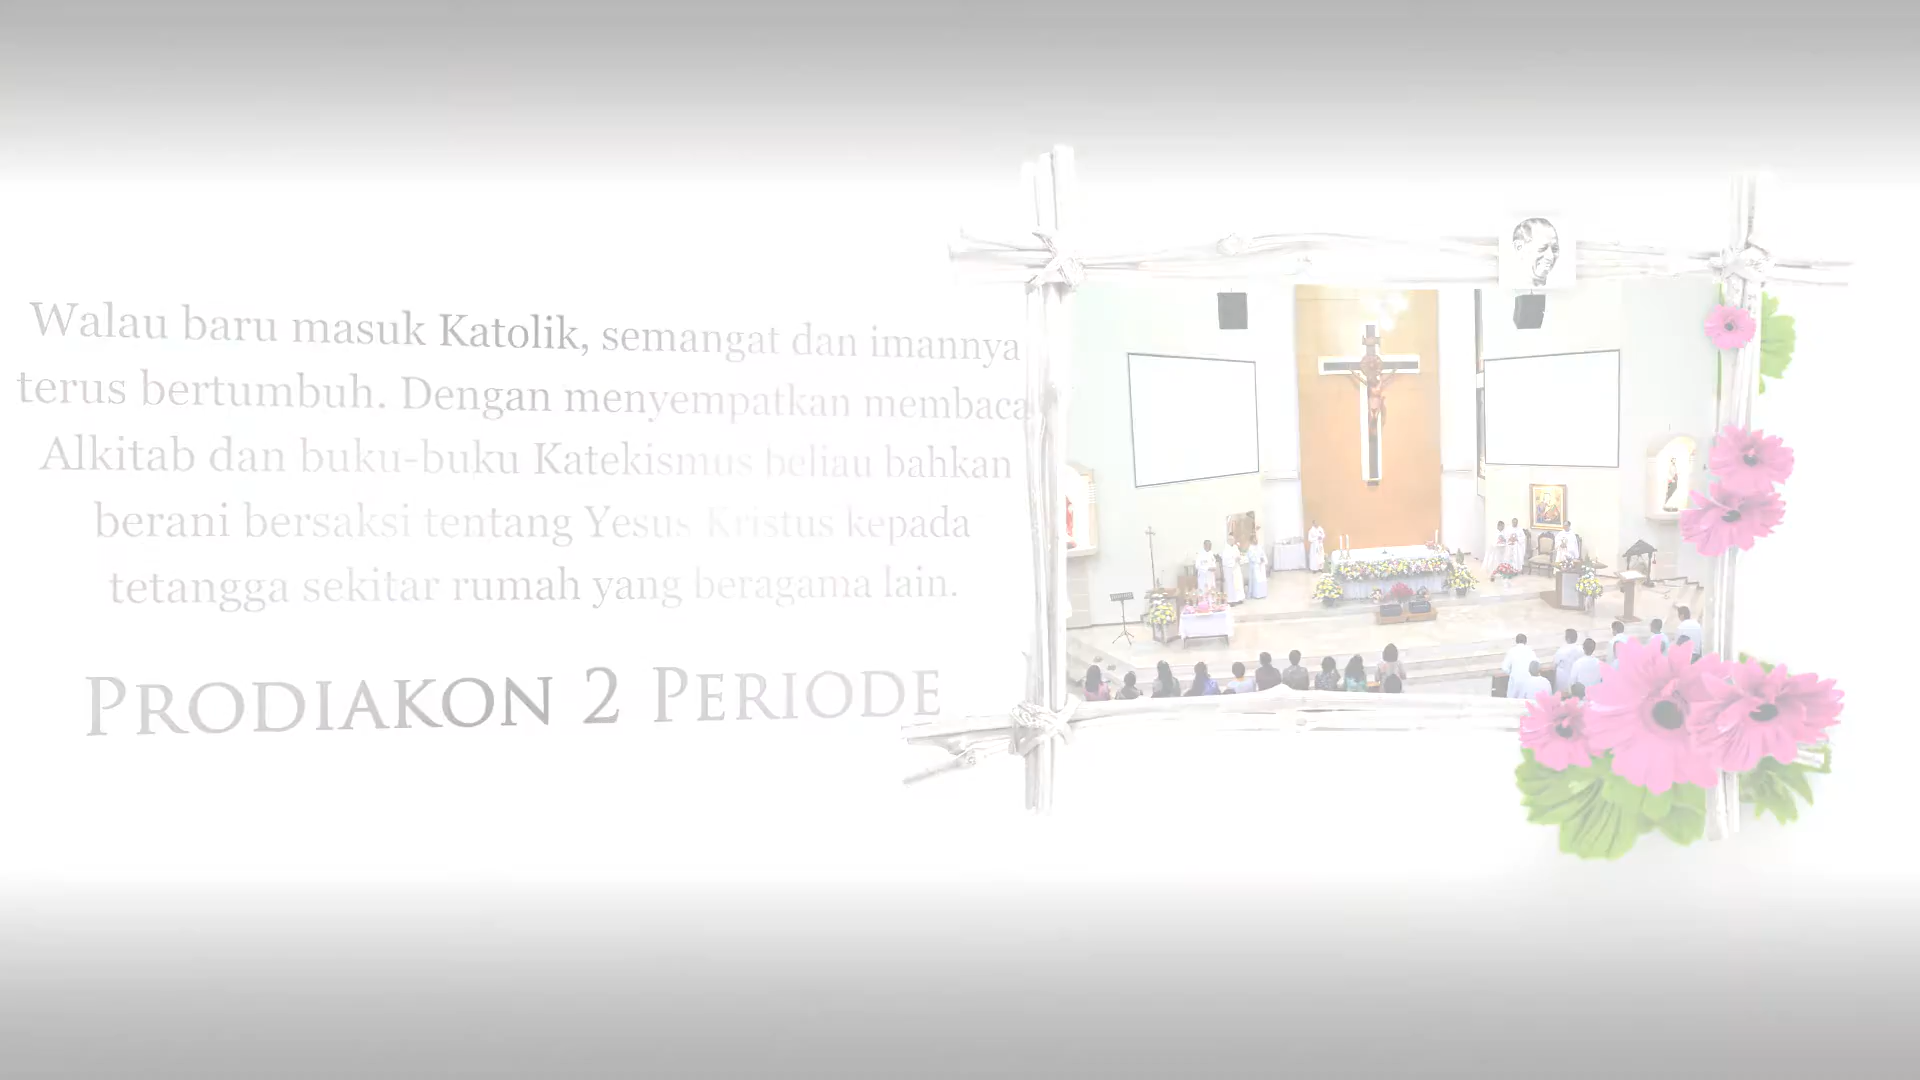 Walau baru masuk Katolik, semangat dan imannya
terus bertumbuh. Dengan menyempatkan membaca
Alkitab dan buku-buku Katekismus beliau bahkan
berani bersaksi tentang Yesus Kristus kepada
tetangga sekitar rumah yang beragama lain.
PRODIAKON 2 PERIODE